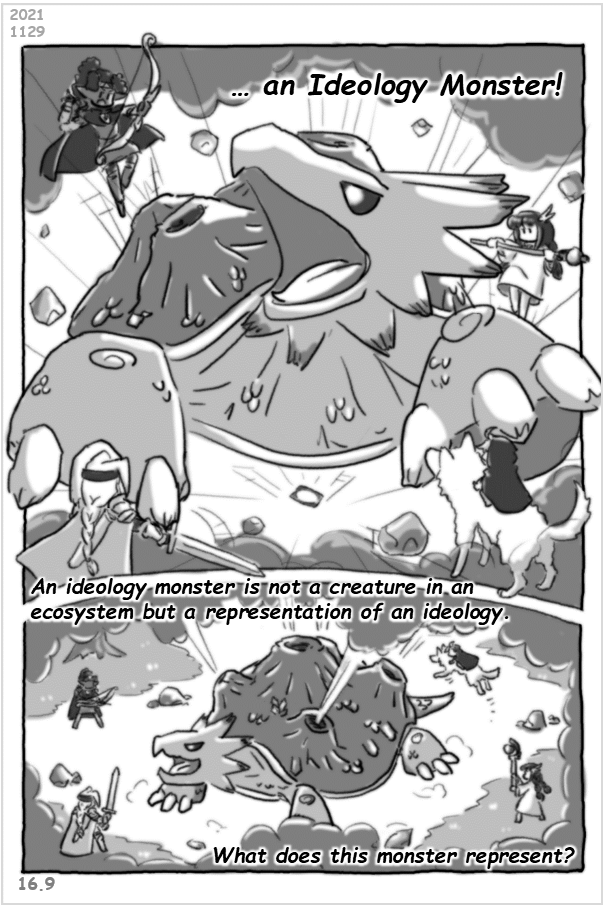 2021
1129
... an Ideology Monster!
An ideology monster is not a creature in an
ecosystem but a representation of an ideology.
What does this monster represent?
16.9